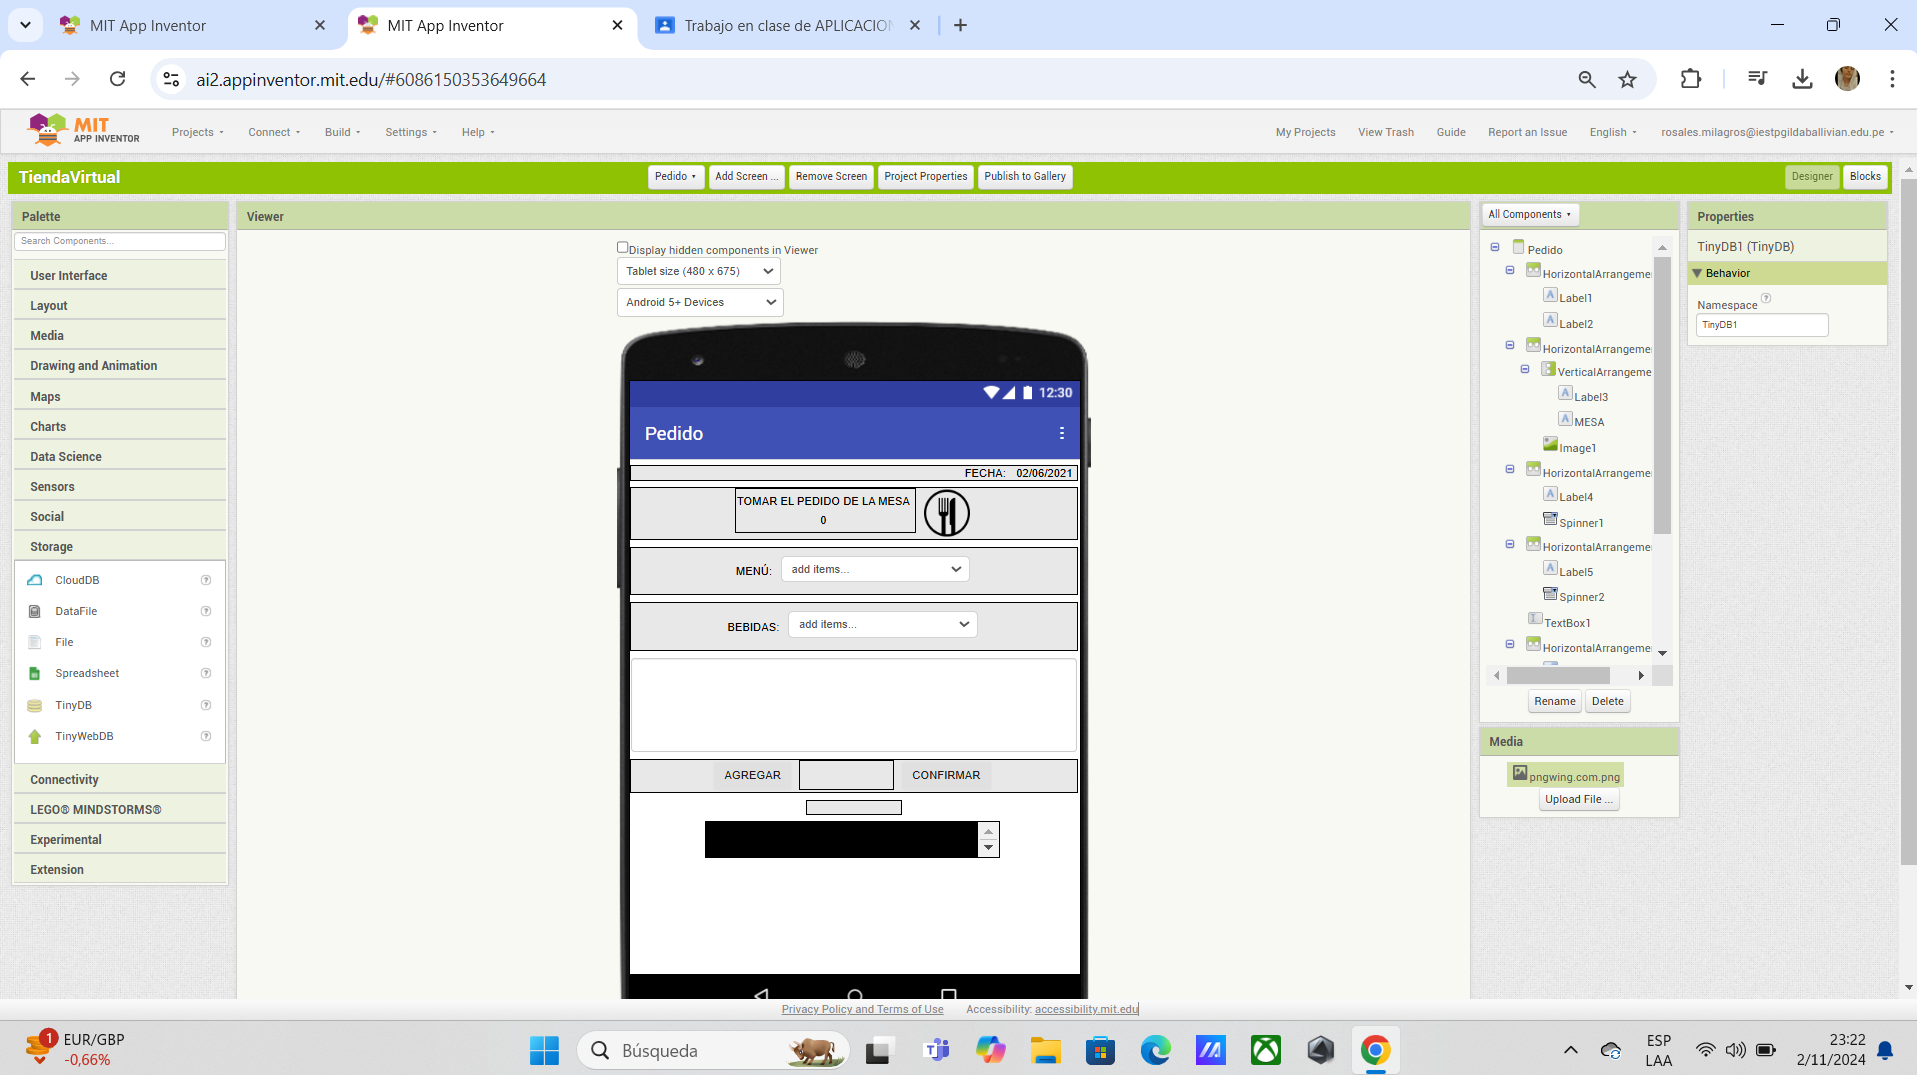 MIT App Inventor
MIT App Inventor
Trabajo en clase de APLICACION
ai2.appinventor.mit.edu/#6086150353649664
MIT
APP INVENTOR
Projects
Connect
Build
Settings
Help
My Projects
View Trash
Guide
Report an Issue
English
rosales.milagros@iestpgildaballivian.edu.pe
TiendaVirtual
Pedido
Add Screen ...
Remove Screen
Project Properties
Publish to Gallery
Designer
Blocks
Palette
Search Components...
User Interface
Layout
Media
Drawing and Animation
Maps
Charts
Data Science
Sensors
Social
Storage
CloudDB
DataFile
File
Spreadsheet
TinyDB
TinyWebDB
Connectivity
LEGO® MINDSTORMS®
Experimental
Extension
Viewer
Display hidden components in Viewer
Tablet size (480 x 675)
Android 5+ Devices
12:30
Pedido
FECHA: 02/06/2021
TOMAR EL PEDIDO DE LA MESA
0
MENÚ: add items...
BEBIDAS: add items...
AGREGAR
CONFIRMAR
All Components
Pedido
HorizontalArrangeme
Label1
Label2
HorizontalArrangeme
VerticalArrangeme
Label3
MESA
Image1
HorizontalArrangeme
Label4
Spinner1
HorizontalArrangeme
Label5
Spinner2
TextBox1
HorizontalArrangeme
Rename
Delete
Media
pngwing.com.png
Upload File ...
Properties
TinyDB1 (TinyDB)
Behavior
Namespace
TinyDB1
Privacy Policy and Terms of Use
Accessibility: accessibility.mit.edu
1
EUR/GBP
-0,66%
Búsqueda
ESP
LAA
23:22
2/11/2024